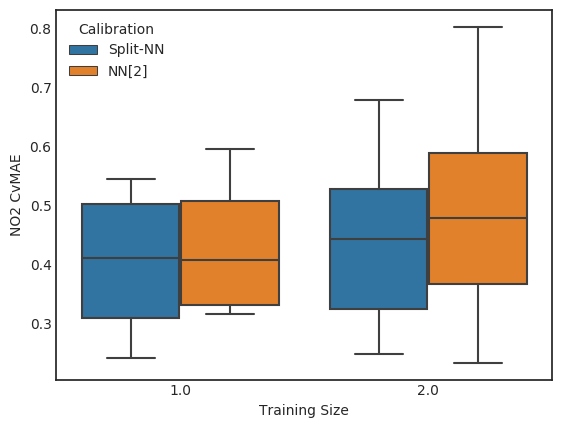 Calibration
Split-NN
NN[2]
0.8
0.7
0.6
0.5
0.4
0.3
NO2 CvMAE
1.0
2.0
Training Size